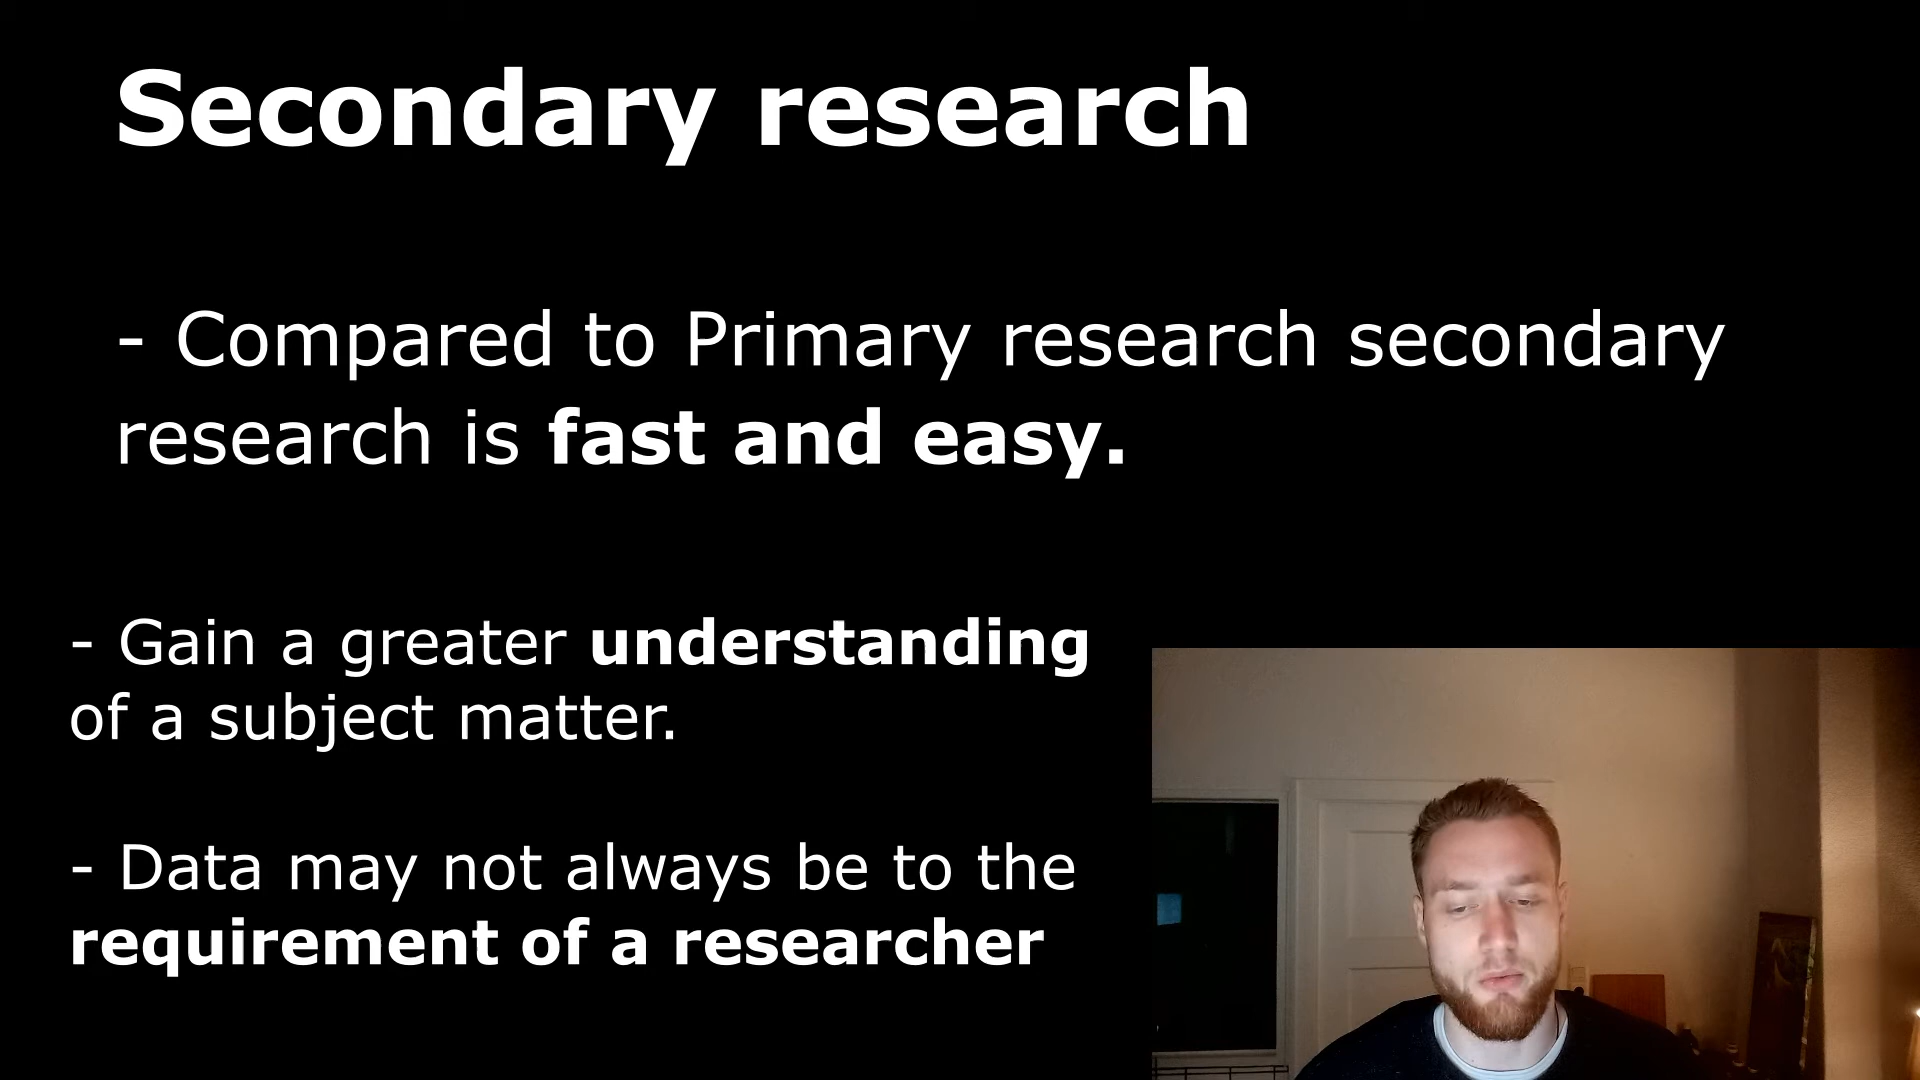 Secondary research
- Compared to Primary research secondary
research is fast and easy.
- Gain a greater understanding
of a subject matter.
- Data may not always be to the
requirement of a researcher